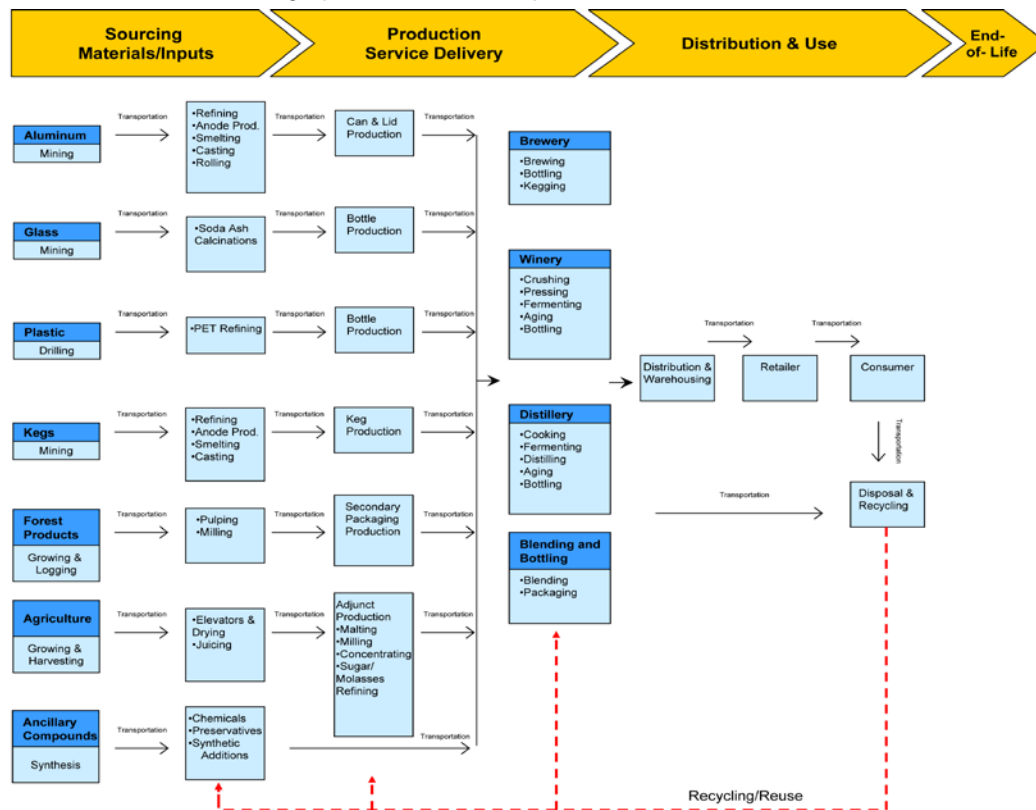 Sourcing
Materials/Inputs
Production
Service Delivery
Distribution & Use
End-
of- Life
Aluminum
Mining
Transportation
•Refining
•Anode Prod.
•Smelting
•Casting
•Rolling
Transportation
Can & Lid
Production
Transportation
Glass
Mining
Transportation
•Soda Ash
Calcinations
Transportation
Bottle
Production
Transportation
Plastic
Drilling
Transportation
•PET Refining
Transportation
Bottle
Production
Transportation
Kegs
Mining
Transportation
•Refining
•Anode Prod.
•Smelting
•Casting
Transportation
Keg
Production
Transportation
Forest
Products
Growing &
Logging
Transportation
•Pulping
•Milling
Transportation
Secondary
Packaging
Production
Transportation
Agriculture
Growing &
Harvesting
Transportation
•Elevators &
Drying
•Juicing
Transportation
Adjunct
Production
•Malting
•Milling
•Concentrating
•Sugar/
Molasses
Refining
Transportation
Ancillary
Compounds
Synthesis
Transportation
•Chemicals
•Preservatives
•Synthetic
Additions
Transportation
Brewery
•Brewing
•Bottling
•Kegging
Winery
•Crushing
•Pressing
•Fermenting
•Aging
•Bottling
Distillery
•Cooking
•Fermenting
•Distilling
•Aging
•Bottling
Blending and
Bottling
•Blending
•Packaging
Transportation
Transportation
Distribution &
Warehousing
Retailer
Consumer
Transportation
Transportation
Disposal &
Recycling
Recycling/Reuse